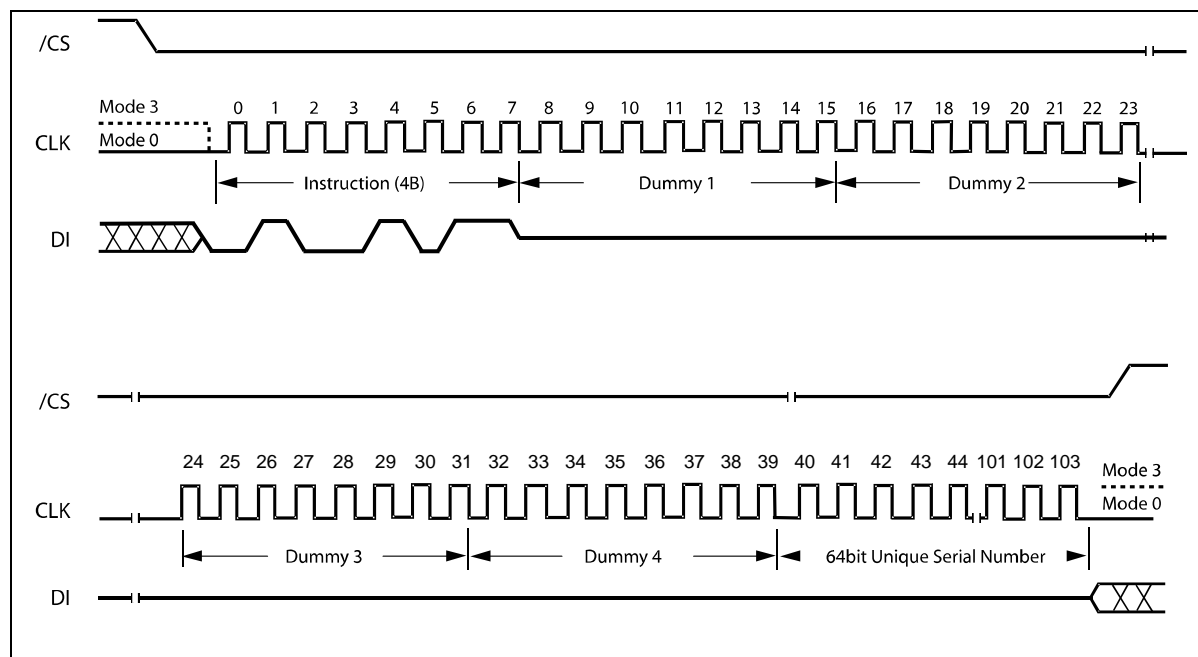 /CS
Mode 3
0 1 2 3 4 5 6 7 8 9 10 11 12 13 14 15 16 17 18 19 20 21 22 23
CLK
Mode 0
Instruction (4B) Dummy 1 Dummy 2
DI
/CS
24 25 26 27 28 29 30 31 32 33 34 35 36 37 38 39 40 41 42 43 44 101 102 103
Mode 3
CLK
Mode 0
Dummy 3 Dummy 4 64bit Unique Serial Number
DI